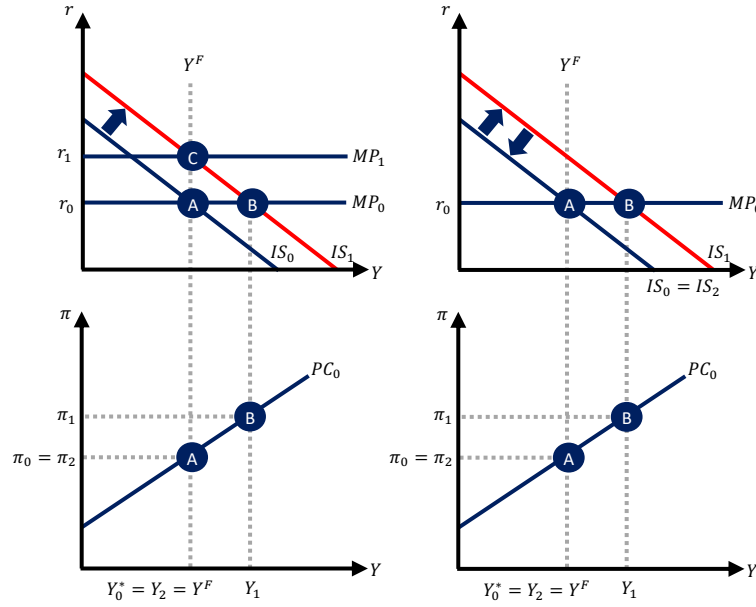 r
Y^F
r_1
C
MP_1
r_0
A
B
MP_0
IS_0
IS_1
Y
π
PC_0
π_1
B
π_0 = π_2
A
Y_0^* = Y_2 = Y^F
Y_1
Y
r
Y^F
r_0
A
B
MP_0
IS_1
Y
IS_0 = IS_2
π
PC_0
π_1
B
π_0 = π_2
A
Y_0^* = Y_2 = Y^F
Y_1
Y